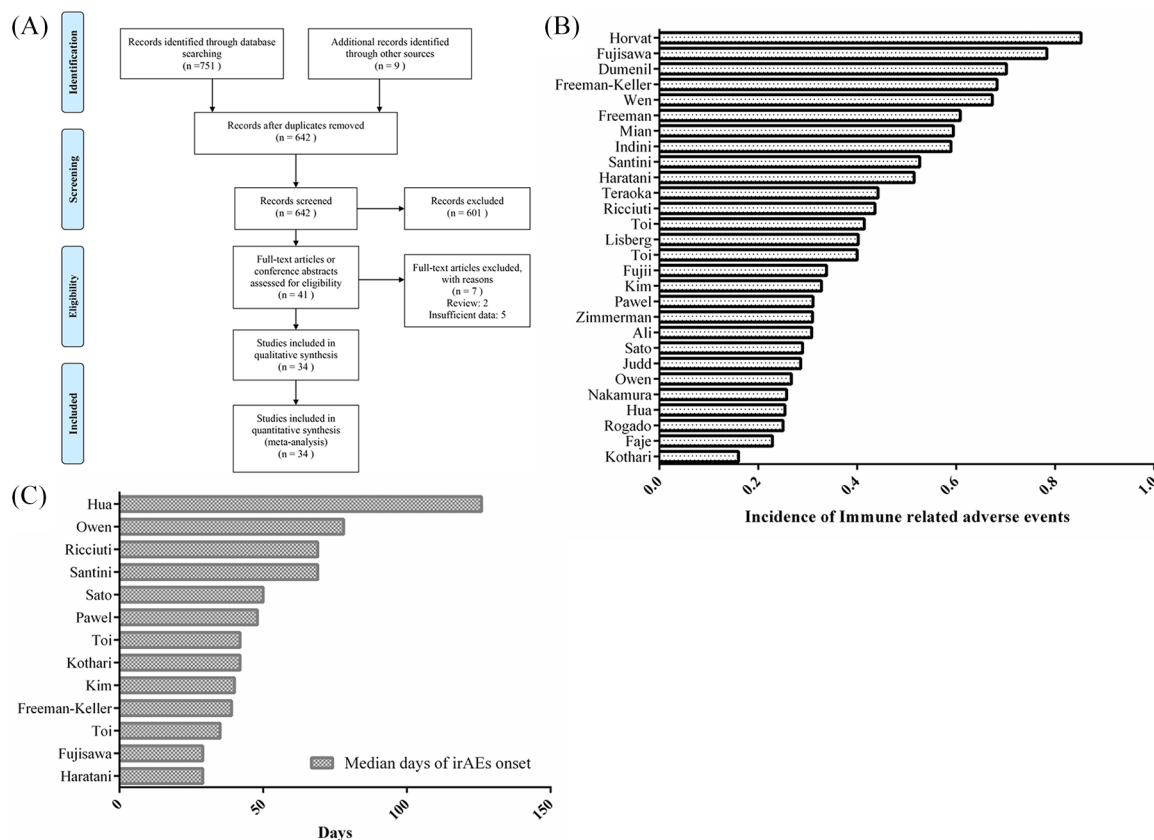 (A)
Identification
Screening
Eligibility
Included
Records identified through database
searching
(n =751)
Additional records identified
through other sources
(n = 9)
Records after duplicates removed
(n = 642 )
Records screened
(n = 642 )
Records excluded
(n = 601 )
Full-text articles or
conference abstracts
assessed for eligibility
(n = 41 )
Full-text articles excluded,
with reasons
(n = 7 )
Review: 2
Insufficient data: 5
Studies included in
qualitative synthesis
(n = 34 )
Studies included in
quantitative synthesis
(meta-analysis)
(n = 34 )
(B)
Horvat
Fujisawa
Dumenil
Freeman-Keller
Wen
Freeman
Mian
Indini
Santini
Haratani
Teraoka
Ricciuti
Toi
Lisberg
Toi
Fujii
Kim
Pawel
Zimmerman
Ali
Sato
Judd
Owen
Nakamura
Hua
Rogado
Faje
Kothari
0.0 0.2 0.4 0.6 0.8 1.0
Incidence of Immune related adverse events
(C)
Hua
Owen
Ricciuti
Santini
Sato
Pawel
Toi
Kothari
Kim
Freeman-Keller
Toi
Fujisawa
Haratani
Median days of irAEs onset
0 50 100 150
Days